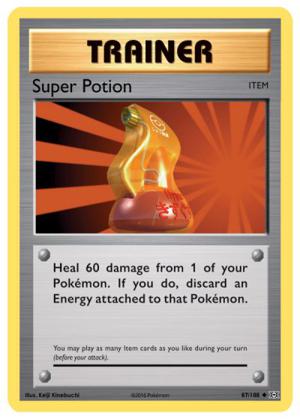 TRAINER
Super Potion
ITEM
Heal 60 damage from 1 of your
Pokémon. If you do, discard an
Energy attached to that Pokémon.
You may play as many Item cards as you like during your turn
(before your attack).
Illus. Keiji Kinebuchi
©2016 Pokémon
87/108